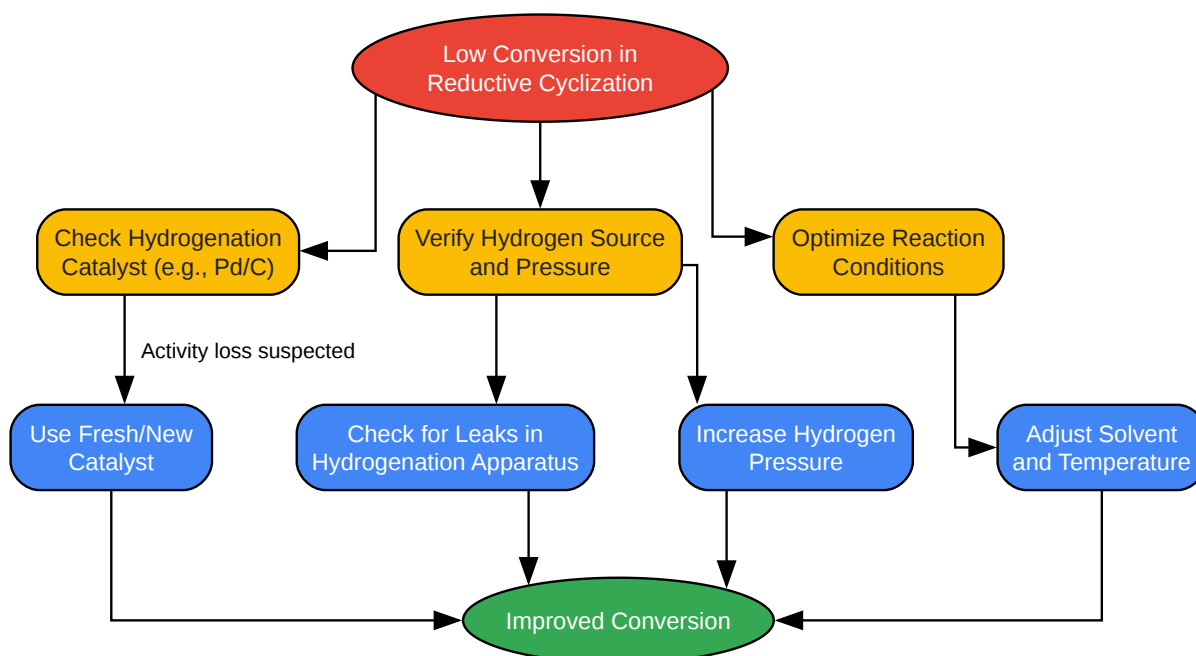 Low Conversion in
Reductive Cyclization
Check Hydrogenation
Catalyst (e.g., Pd/C)
Verify Hydrogen Source
and Pressure
Optimize Reaction
Conditions
Activity loss suspected
Use Fresh/New
Catalyst
Check for Leaks in
Hydrogenation Apparatus
Increase Hydrogen
Pressure
Adjust Solvent
and Temperature
Improved Conversion